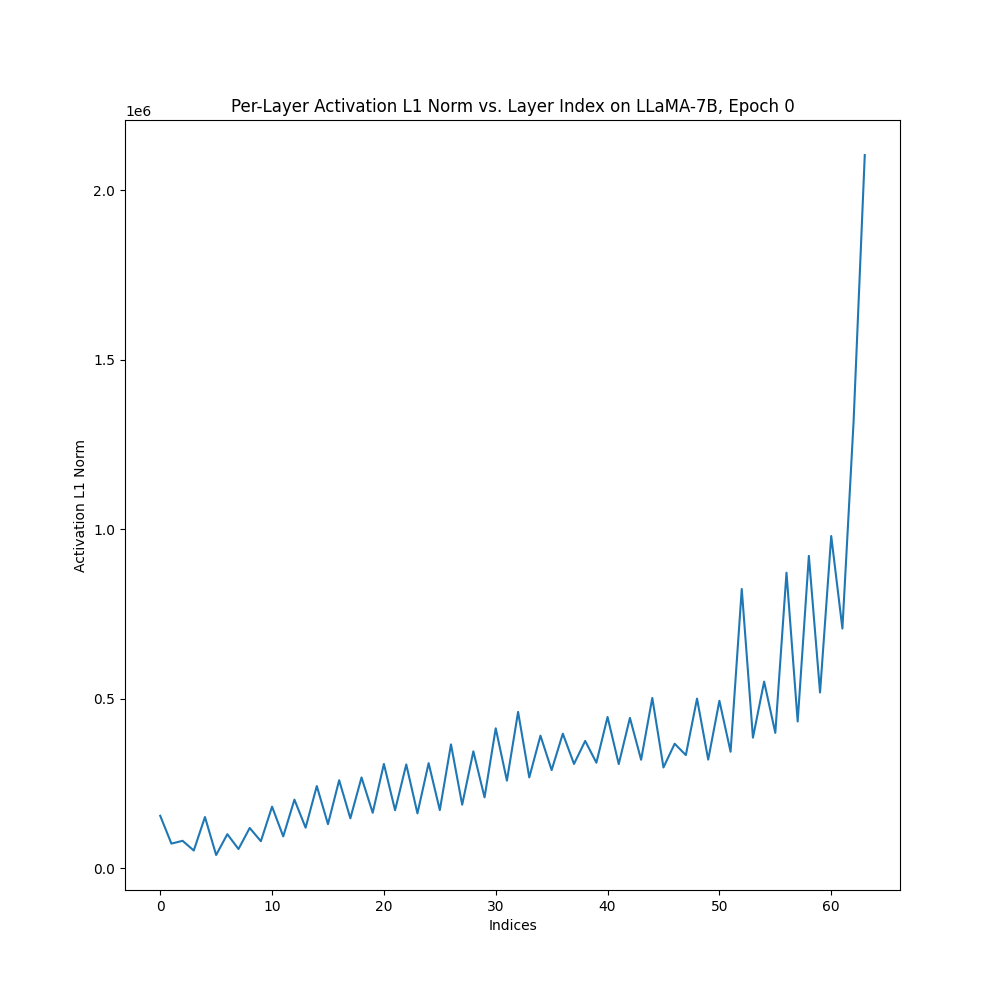 Per-Layer Activation L1 Norm vs. Layer Index on LLaMA-7B, Epoch 0
1e6
2.0
1.5
1.0
0.5
0.0
Activation L1 Norm
0 10 20 30 40 50 60
Indices